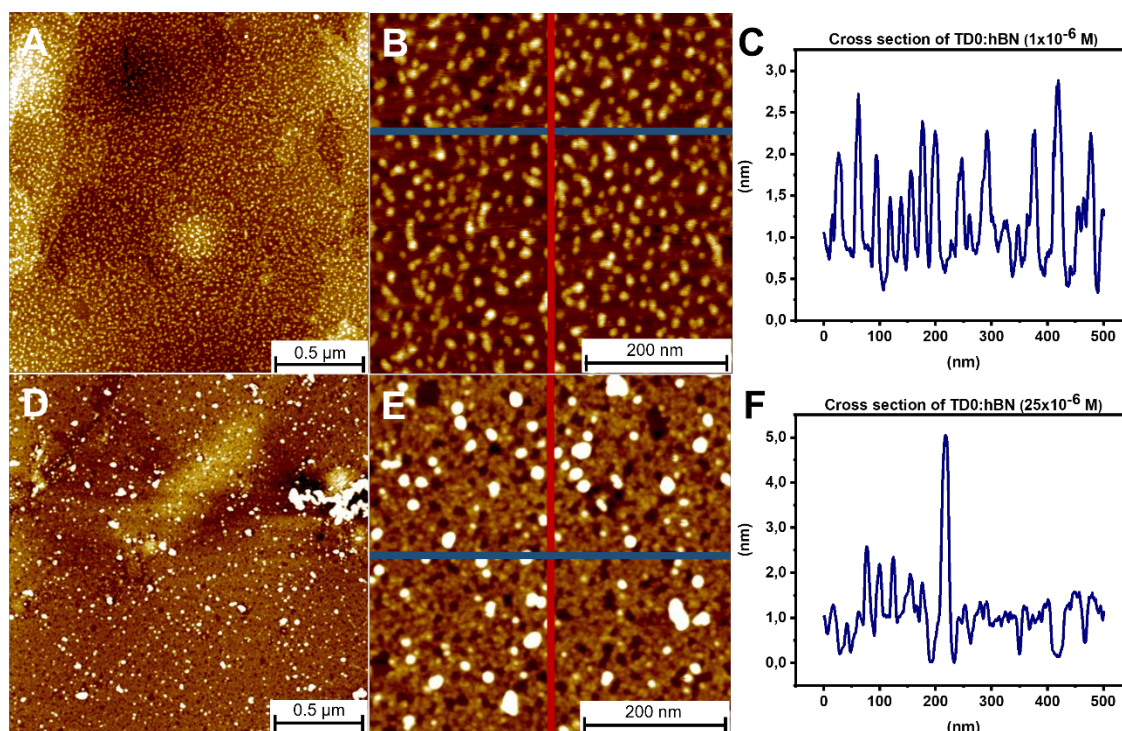 A
0.5 µm
B
200 nm
C
Cross section of TD0:hBN (1x10⁻⁶ M)
3,0
2,5
2,0
1,5
1,0
0,5
0,0
(nm)
0 100 200 300 400 500
(nm)
D
0.5 µm
E
200 nm
F
Cross section of TD0:hBN (25x10⁻⁶ M)
5,0
4,0
3,0
2,0
1,0
0,0
(nm)
0 100 200 300 400 500
(nm)